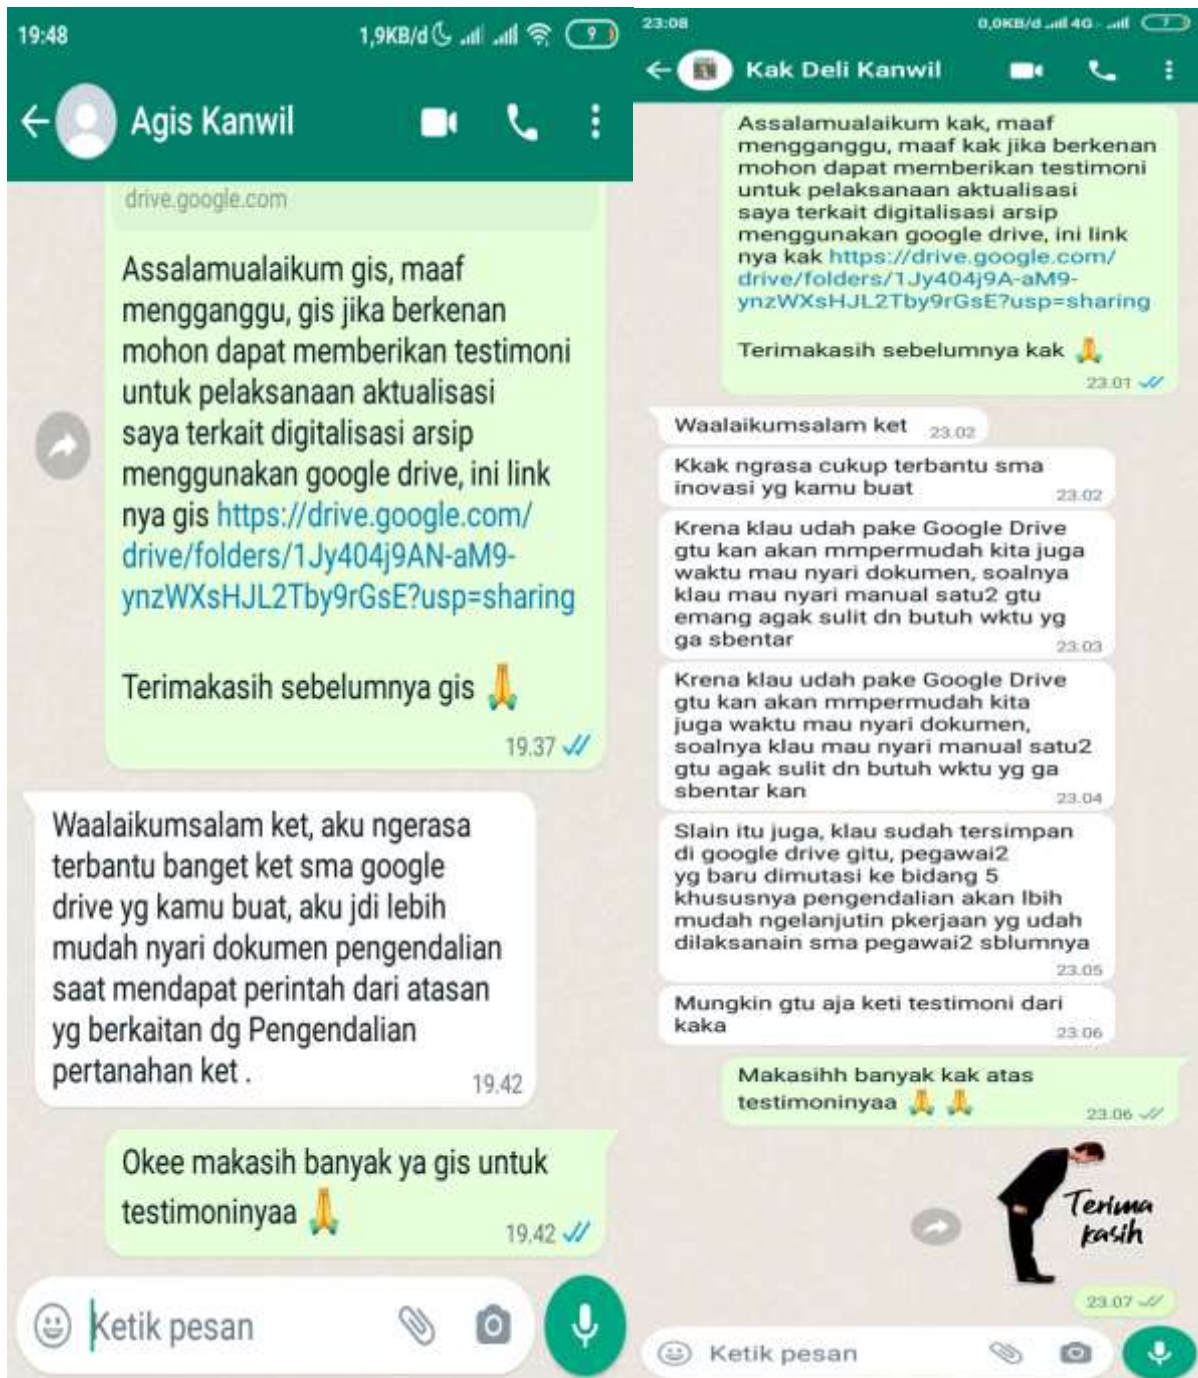 19:48
1,9KB/d
9
Agis Kanwil
drive.google.com
Assalamualaikum gis, maaf
mengganggu, gis jika berkenan
mohon dapat memberikan testimoni
untuk pelaksanaan aktualisasi
saya terkait digitalisasi arsip
menggunakan google drive, ini link
nya gis https://drive.google.com/
drive/folders/1Jy404j9AN-aM9-
ynzWXsHJL2Tby9rGsE?usp=sharing
Terimakasih sebelumnya gis 🙏
19.37
Waalaikumsalam ket, aku ngerasa
terbantu banget ket sma google
drive yg kamu buat, aku jdi lebih
mudah nyari dokumen pengendalian
saat mendapat perintah dari atasan
yg berkaitan dg Pengendalian
pertanahan ket .
19.42
Okee makasih banyak ya gis untuk
testimoninyaa 🙏
19.42
Ketik pesan
23:08
0,0KB/d
4G
7
Kak Deli Kanwil
Assalamualaikum kak, maaf
mengganggu, maaf kak jika berkenan
mohon dapat memberikan testimoni
untuk pelaksanaan aktualisasi
saya terkait digitalisasi arsip
menggunakan google drive, ini link
nya kak https://drive.google.com/
drive/folders/1Jy404j9A-aM9-
ynzWXsHJL2Tby9rGsE?usp=sharing
Terimakasih sebelumnya kak 🙏
23.01
Waalaikumsalam ket
23.02
Kkak ngrasa cukup terbantu sma
inovasi yg kamu buat
23.02
Krena klau udah pake Google Drive
gtu kan akan mmpermudah kita juga
waktu mau nyari dokumen, soalnya
klau mau nyari manual satu2 gtu
emang agak sulit dn butuh wktu yg
ga sbentar
23.03
Krena klau udah pake Google Drive
gtu kan akan mmpermudah kita
juga waktu mau nyari dokumen,
soalnya klau mau nyari manual satu2
gtu agak sulit dn butuh wktu yg ga
sbentar kan
23.04
Slain itu juga, klau sudah tersimpan
di google drive gitu, pegawai2
yg baru dimutasi ke bidang 5
khususnya pengendalian akan lbih
mudah ngelanjutin pkerjaan yg udah
dilaksanain sma pegawai2 sblumnya
23.05
Mungkin gtu aja keti testimoni dari
kaka
23.06
Makasihh banyak kak atas
testimoninyaa 🙏 🙏
23.06
Terima
kasih
23.07
Ketik pesan